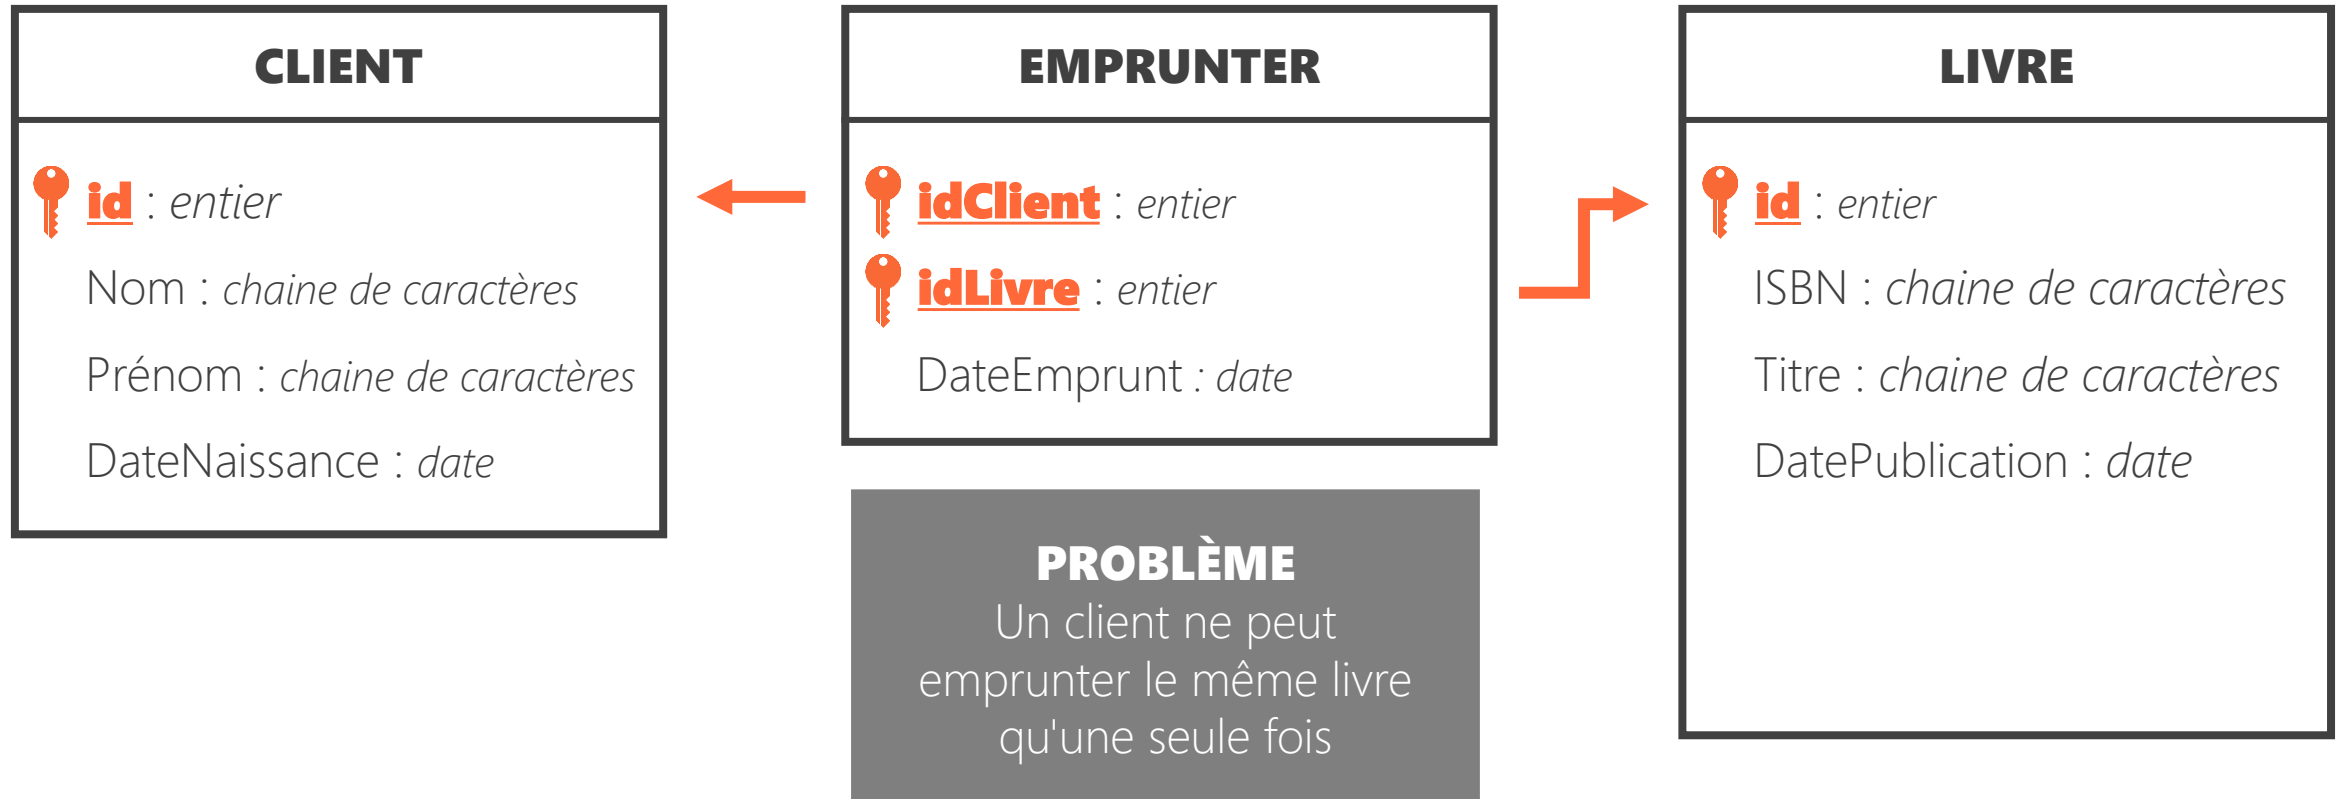 CLIENT
id : entier
Nom : chaine de caractères
Prénom : chaine de caractères
DateNaissance : date
EMPRUNTER
idClient : entier
idLivre : entier
DateEmprunt : date
PROBLÈME
Un client ne peut
emprunter le même livre
qu'une seule fois
LIVRE
id : entier
ISBN : chaine de caractères
Titre : chaine de caractères
DatePublication : date